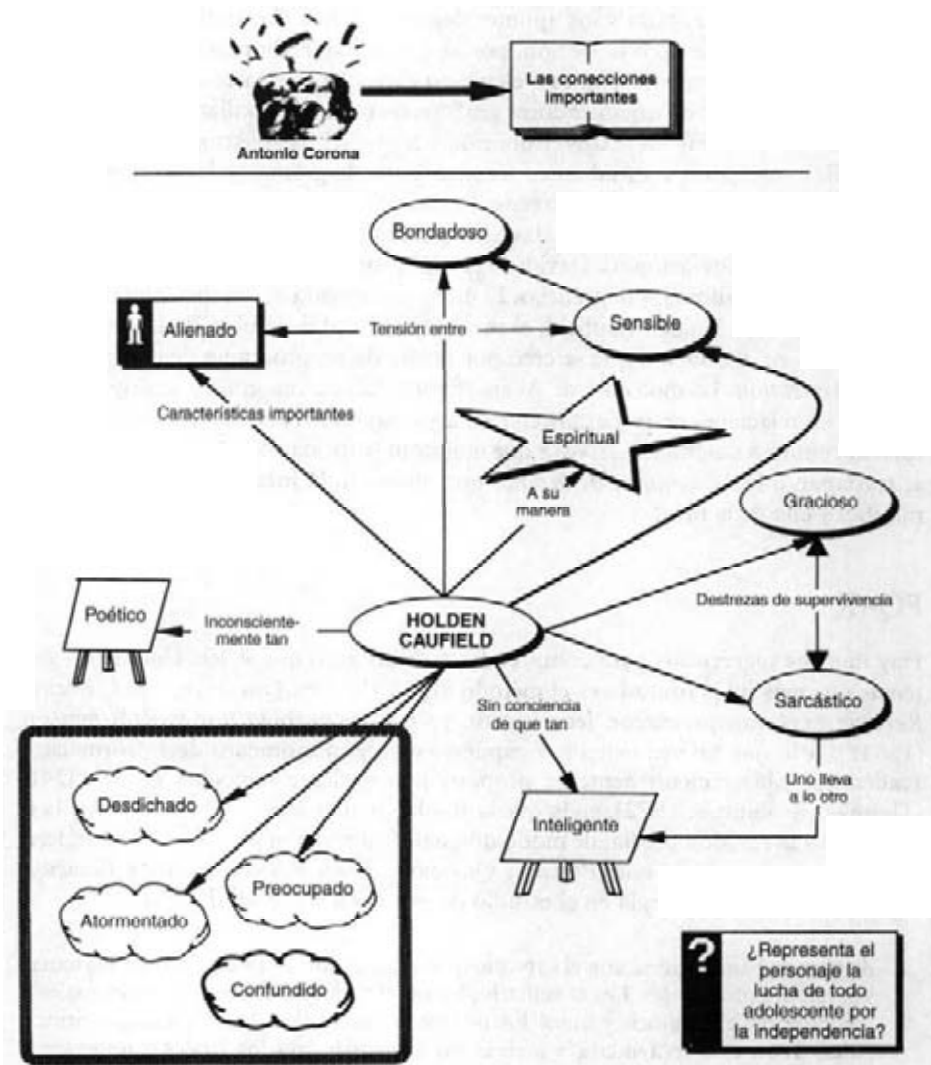 Las conecciones
importantes
Antonio Corona
Bondadoso
Alienado
Tensión entre
Sensible
Características importantes
Espiritual
A su
manera
Gracioso
Poético
Inconsciente-
mente tan
HOLDEN
CAUFIELD
Destrezas de supervivencia
Sin conciencia
de que tan
Sarcástico
Desdichado
Uno lleva
a lo otro
Inteligente
Preocupado
Atormentado
Confundido
?
¿Representa el
personaje la
lucha de todo
adolescente por
la independencia?